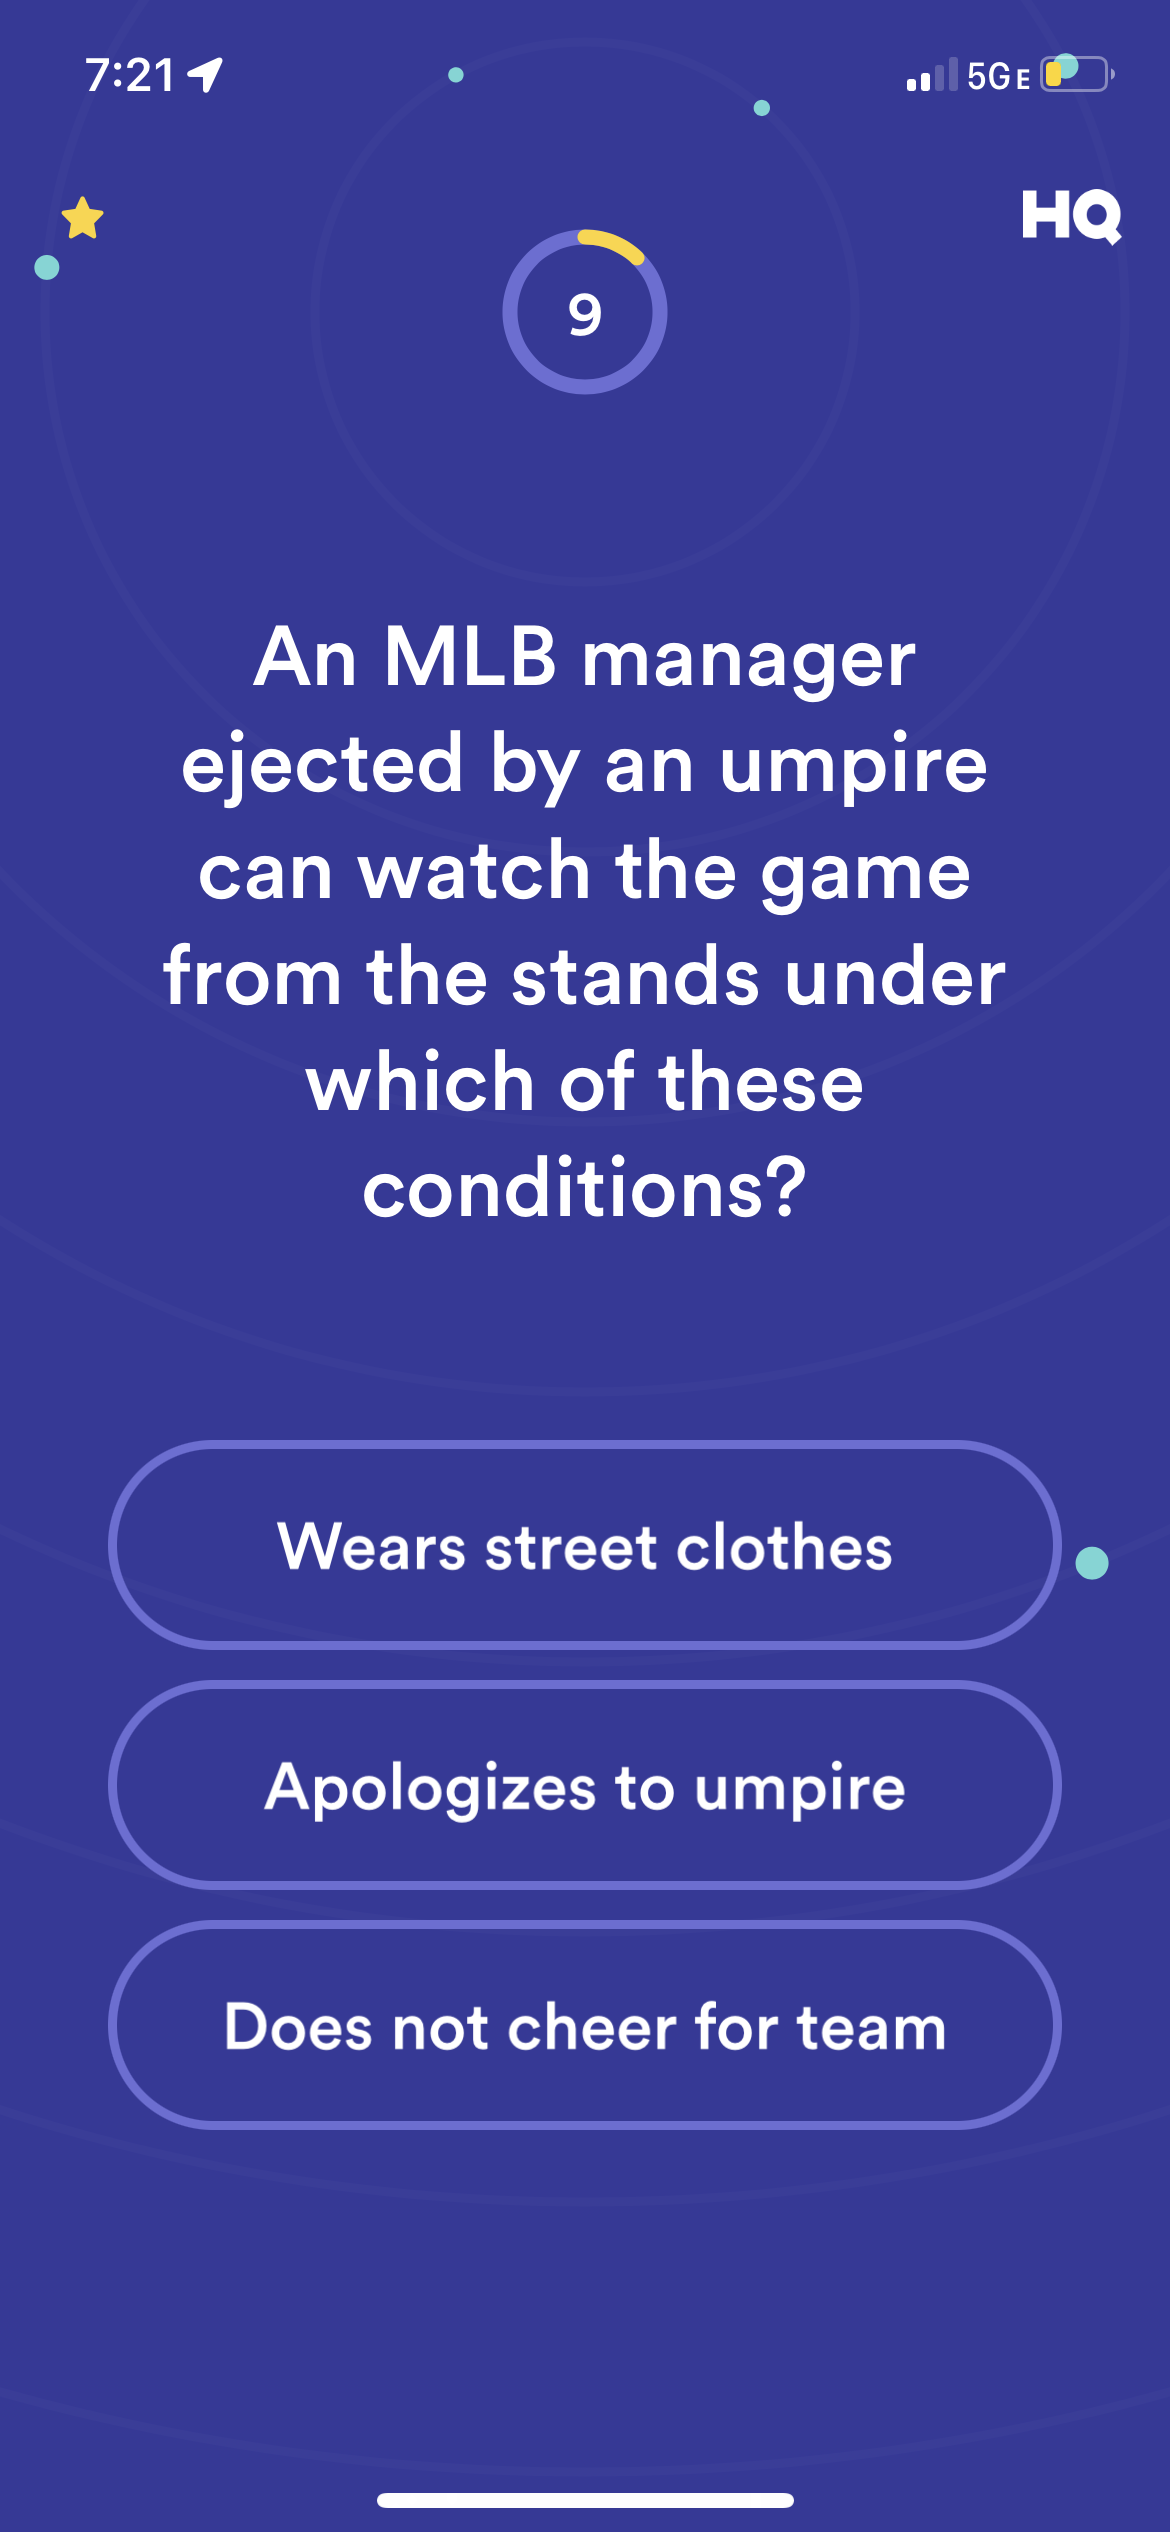 7:21
5G E
HQ
9
An MLB manager
ejected by an umpire
can watch the game
from the stands under
which of these
conditions?
Wears street clothes
Apologizes to umpire
Does not cheer for team